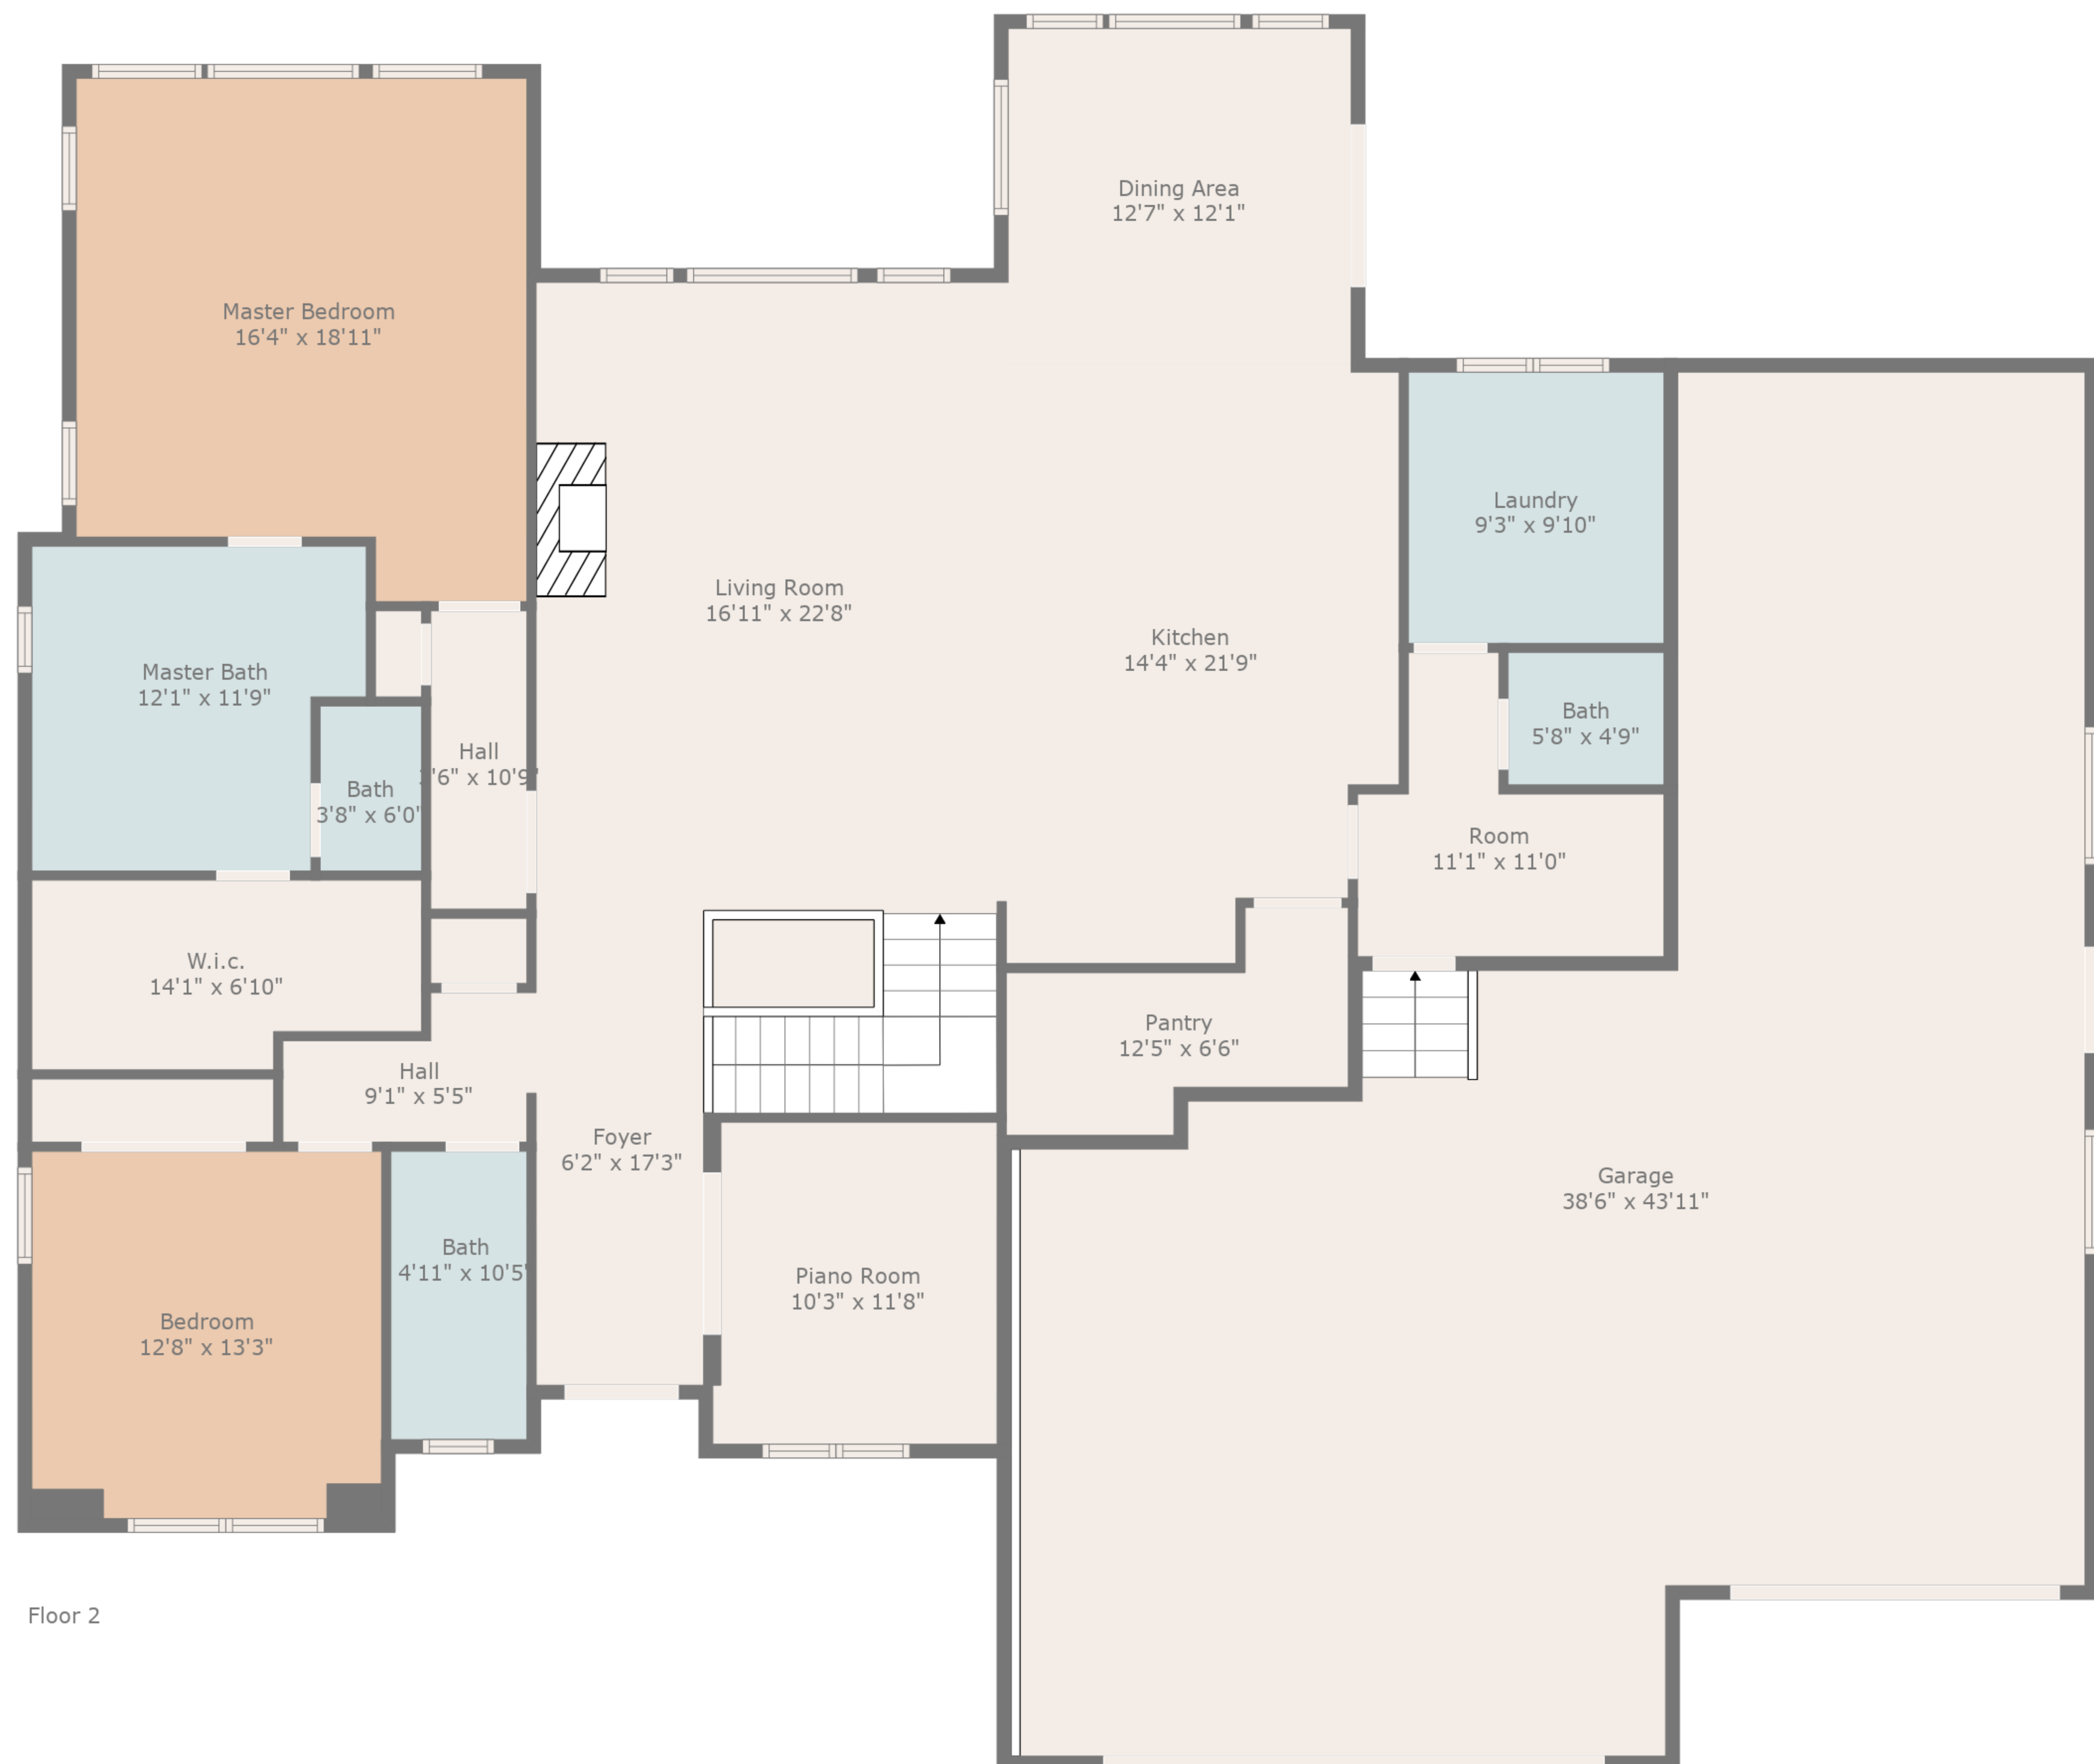 Dining Area
12'7" x 12'1"
Master Bedroom
16'4" x 18'11"
Laundry
9'3" x 9'10"
Living Room
16'11" x 22'8"
Kitchen
14'4" x 21'9"
Master Bath
12'1" x 11'9"
Bath
5'8" x 4'9"
Hall
'6" x 10'9"
Bath
3'8" x 6'0"
Room
11'1" x 11'0"
W.i.c.
14'1" x 6'10"
Pantry
12'5" x 6'6"
Hall
9'1" x 5'5"
Foyer
6'2" x 17'3"
Garage
38'6" x 43'11"
Bath
4'11" x 10'5"
Piano Room
10'3" x 11'8"
Bedroom
12'8" x 13'3"
Floor 2